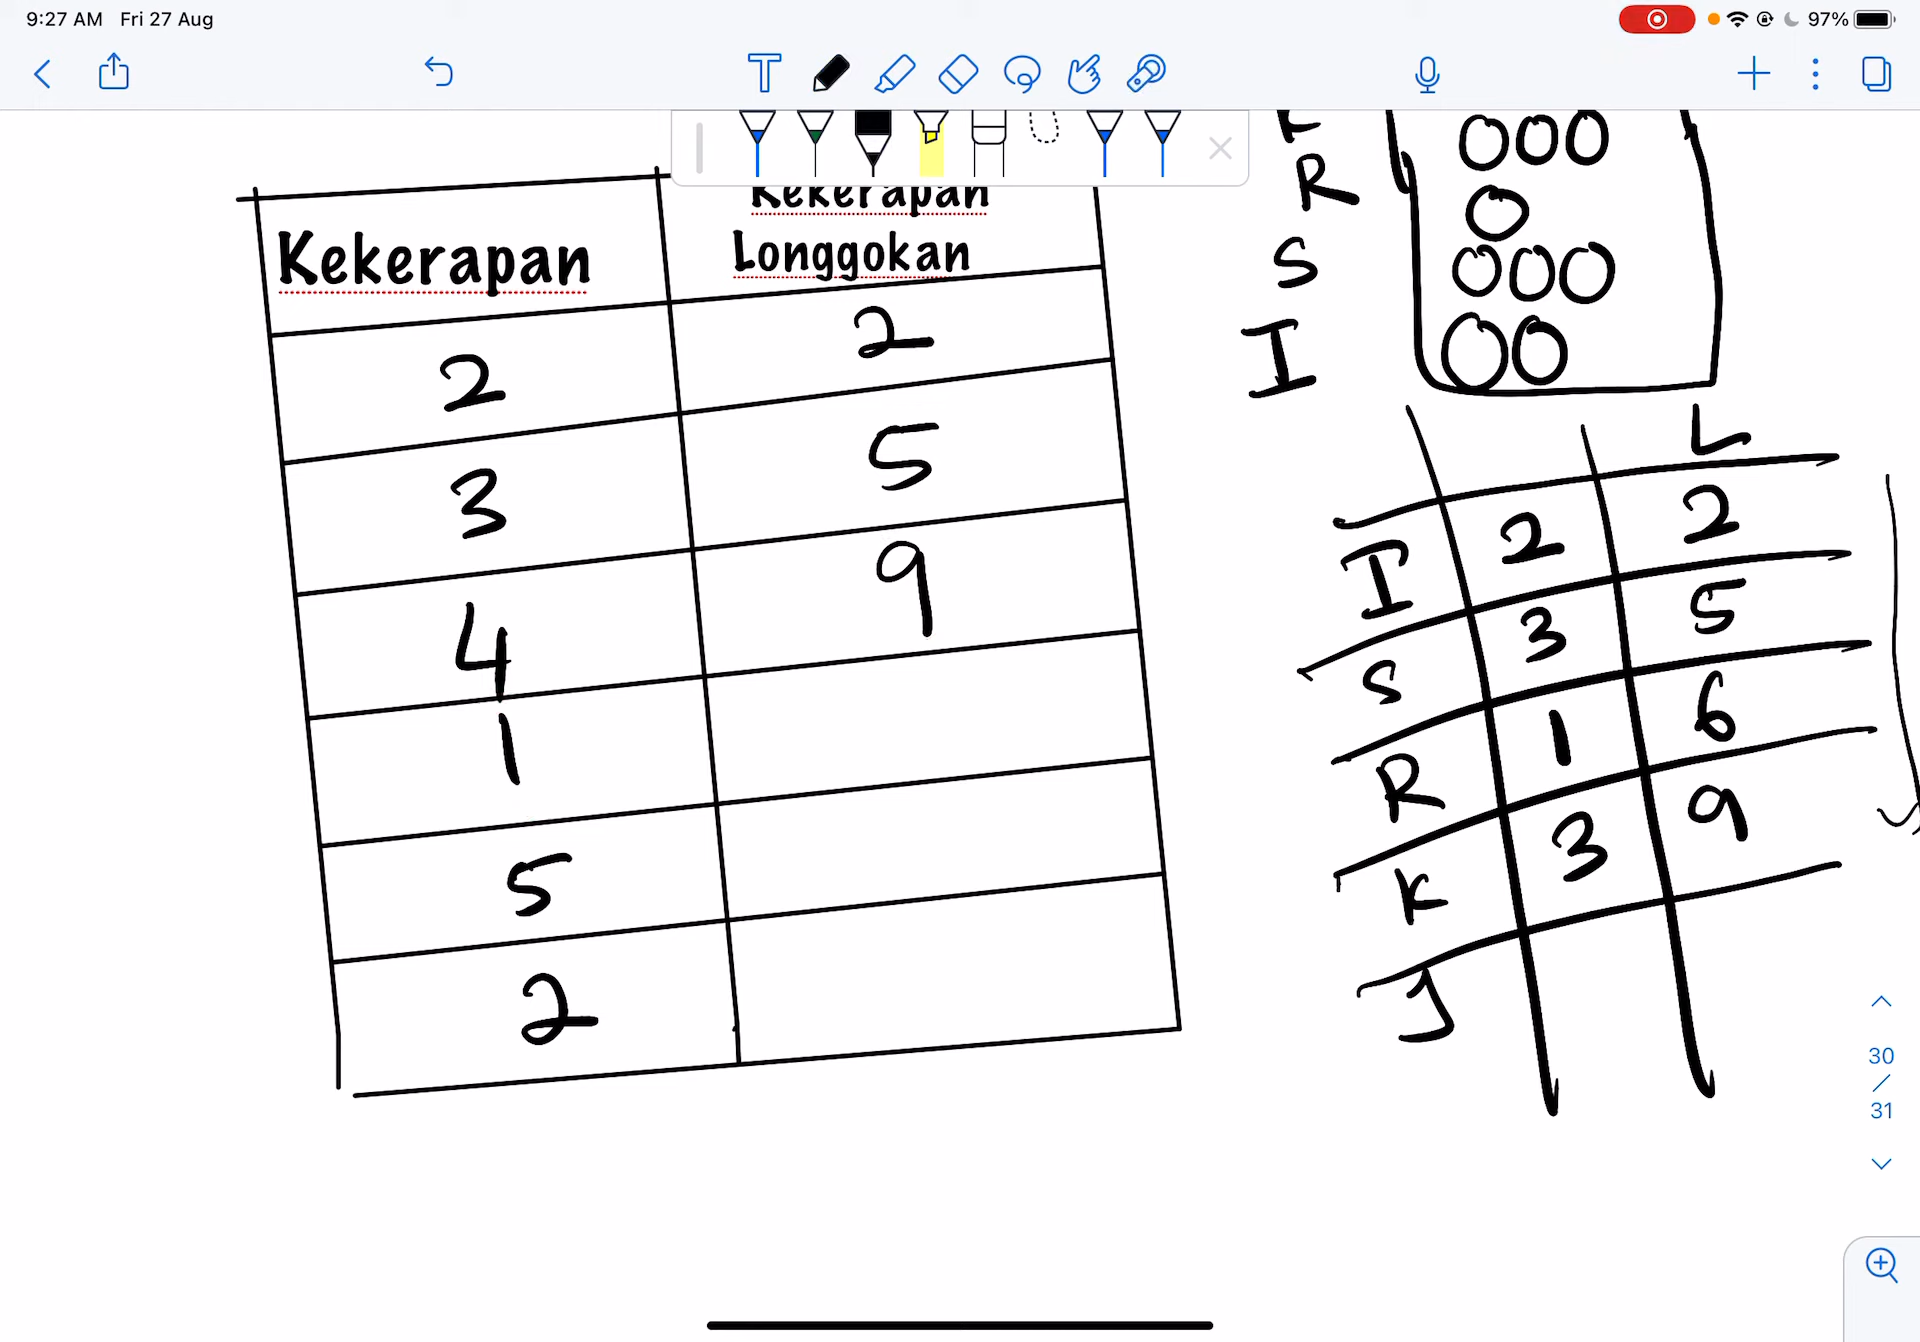 9:27 AM Fri 27 Aug
97%
Kekerapan
Kekerapan
Longgokan
2 2
3 5
4 9
1
5
2
K
R
S
I
L
I 2 2
S 3 5
R 1 6
K 3 9
J
30
/
31